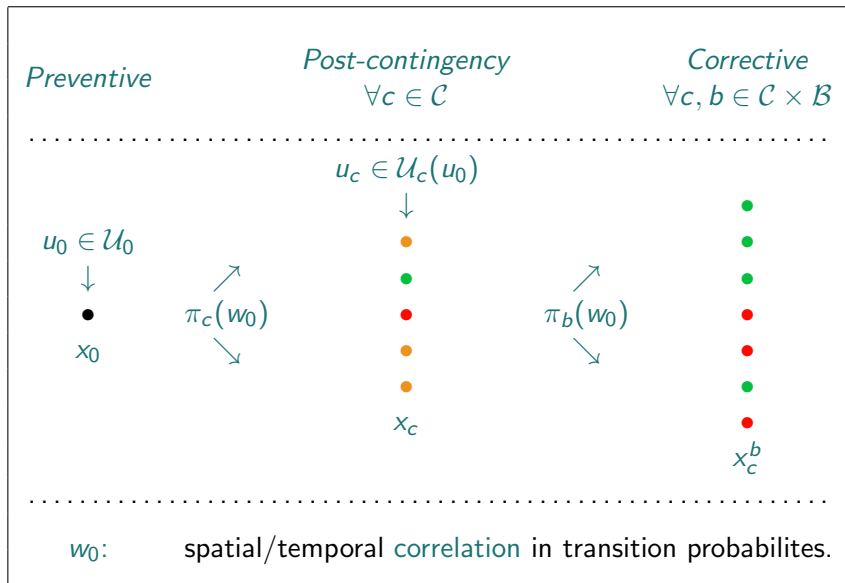 Preventive
Post-contingency
∀c ∈ 𝒞
Corrective
∀c, b ∈ 𝒞 × ℬ
u_c ∈ 𝒰_c(u_0)
↓
u_0 ∈ 𝒰_0
↓
↗
↗
π_c(w_0)
π_b(w_0)
↘
↘
x_0
x_c
x_c^b
w_0: spatial/temporal correlation in transition probabilites.